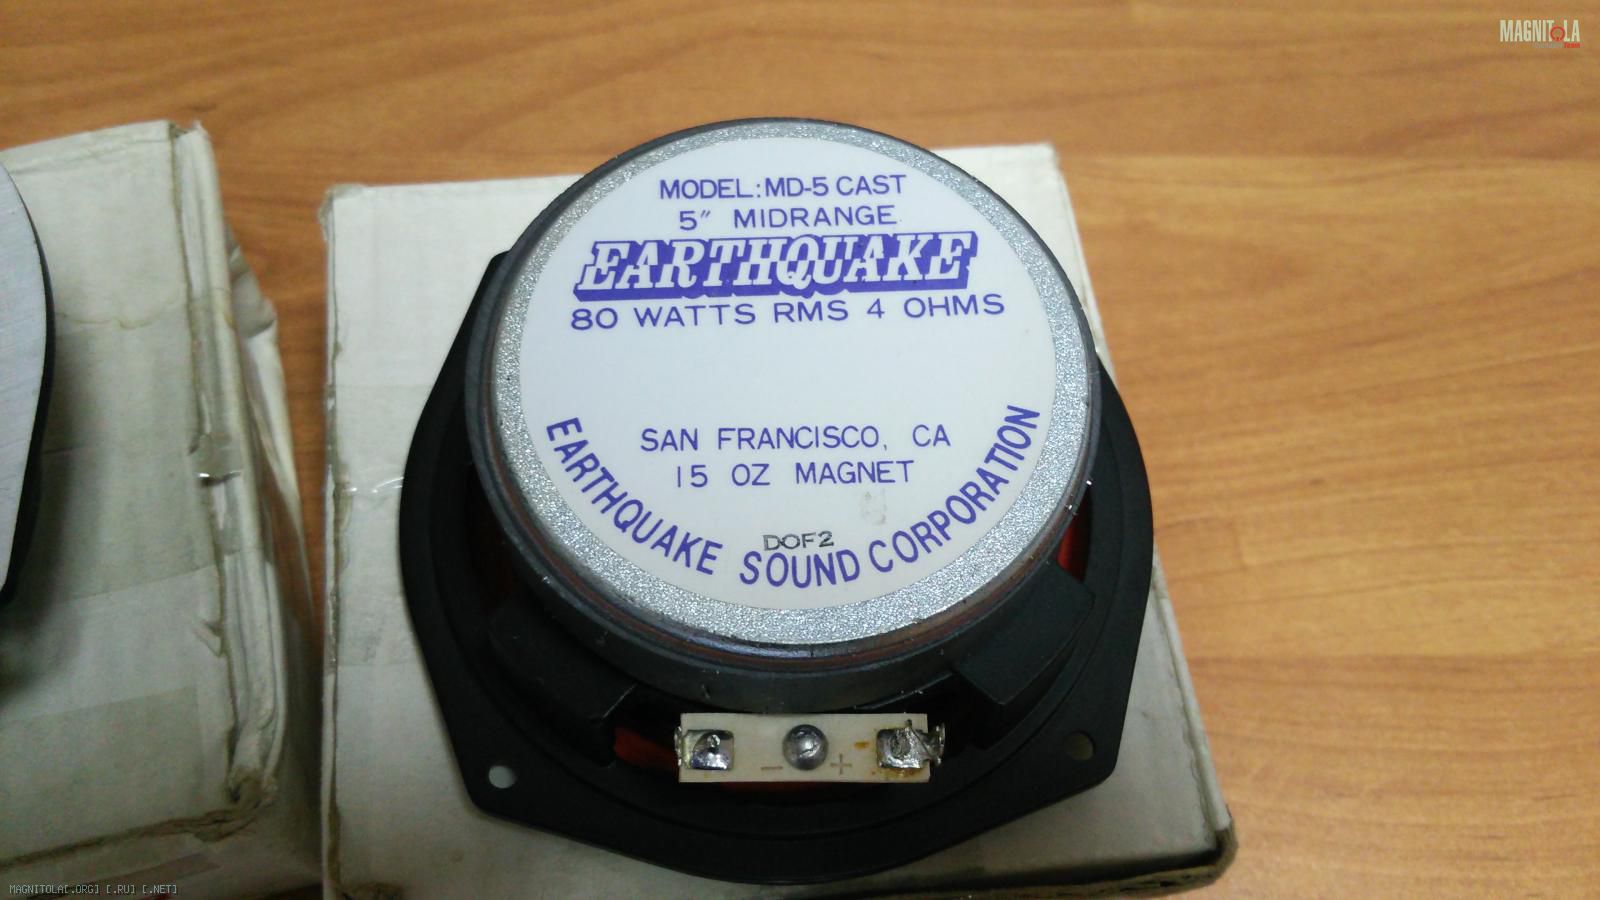 MAGNITOLA
MODEL: MD-5 CAST
5" MIDRANGE
EARTHQUAKE
80 WATTS RMS 4 OHMS
SAN FRANCISCO, CA
15 OZ MAGNET
DOF2
EARTHQUAKE SOUND CORPORATION
− +
MAGNITOLA[.ORG] [.RU] [.NET]